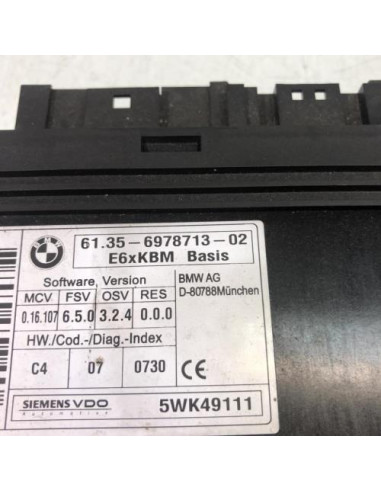 BMW
61.35-6978713-02
E6xKBM Basis
Software, Version
BMW AG
D-80788München
MCV FSV OSV RES
0.16.107 6.5.0 3.2.4 0.0.0
HW./Cod.-/Diag.-Index
C4 07 0730 CE
SIEMENS VDO
Automotive
5WK49111